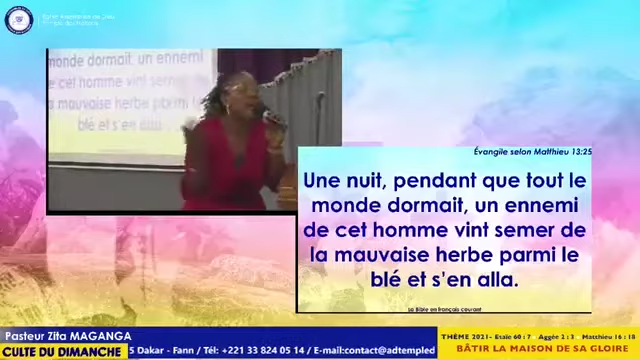 monde dormait, un ennemi
e cet homme vint semer de
mauvaise herbe parmi le
blé et s'en alla.
Évangile selon Matthieu 13:25
Une nuit, pendant que tout le
monde dormait, un ennemi
de cet homme vint semer de
la mauvaise herbe parmi le
blé et s'en alla.
La Bible en français courant
Pasteur Zita MAGANGA
CULTE DU DIMANCHE
5 Dakar - Fann / Tél: +221 33 824 05 14 / E-mail:contact@adtempled
THÈME 2021- Esaïe 60 : 7 Aggée 2 : 3 Matthieu 16 : 18
BÂTIR LA MAISON DE SA GLOIRE